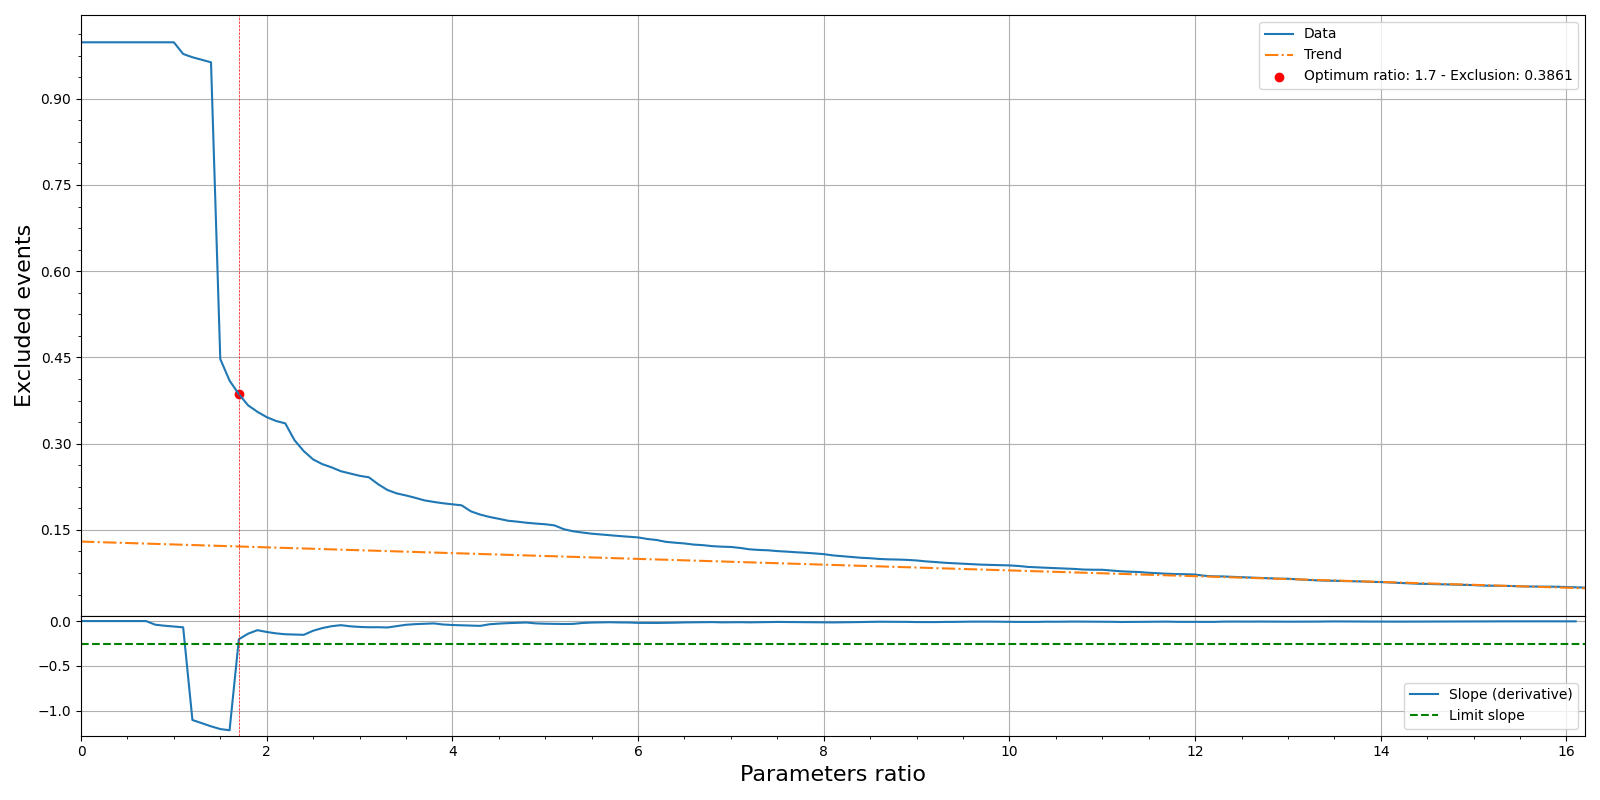 Data
Trend
Optimum ratio: 1.7 - Exclusion: 0.3861
0.90
0.75
0.60
0.45
0.30
0.15
Excluded events
0.0
−0.5
−1.0
Slope (derivative)
Limit slope
0 2 4 6 8 10 12 14 16
Parameters ratio